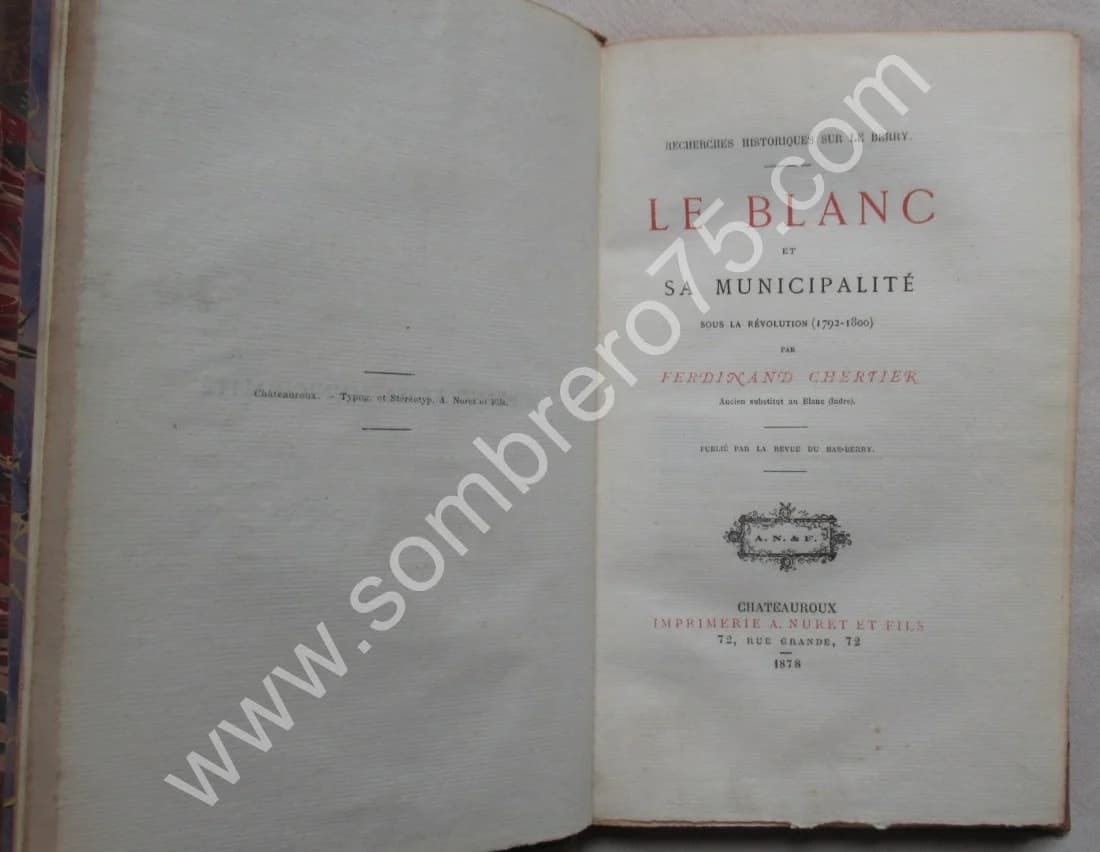 Châteauroux. — Typog. et Stéréotyp. A. Nuret et Fils.
RECHERCHES HISTORIQUES SUR LE BERRY.
LE BLANC
ET
SA MUNICIPALITÉ
SOUS LA RÉVOLUTION (1792-1800)
PAR
FERDINAND CHERTIER
Ancien substitut au Blanc (Indre).
PUBLIÉ PAR LA REVUE DU BAS-BERRY.
A. N. & F.
CHATEAUROUX
IMPRIMERIE A. NURET ET FILS
72, RUE GRANDE, 72
1878
www.sombrero75.com